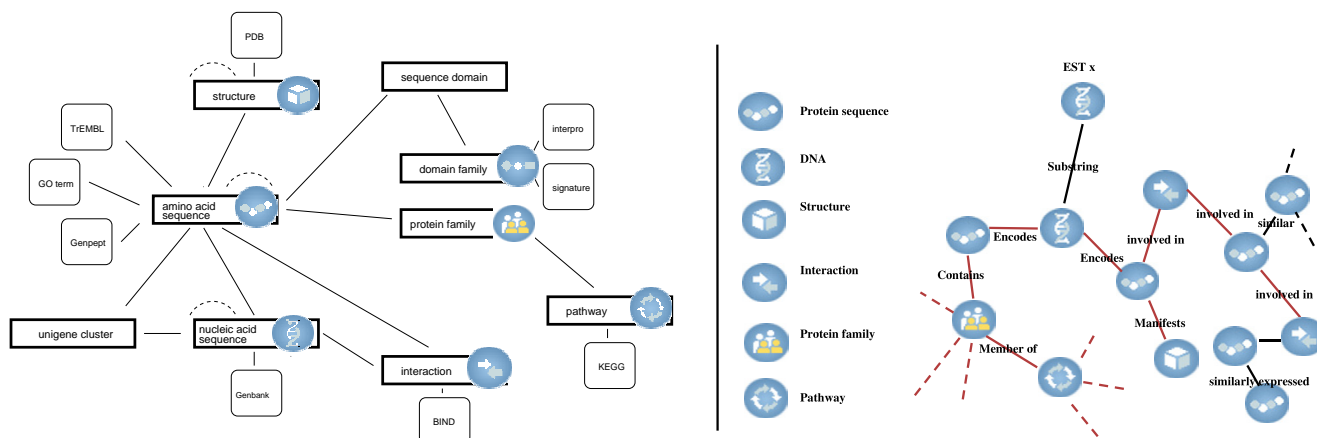 PDB
structure
sequence domain
TrEMBL
interpro
domain family
GO term
signature
amino acid
sequence
protein family
Genpept
pathway
unigene cluster
nucleic acid
sequence
interaction
KEGG
Genbank
BIND
Protein sequence
DNA
Structure
Interaction
Protein family
Pathway
EST x
Substring
Encodes
Contains
Encodes
involved in
involved in
similar
involved in
Manifests
Member of
similarly expressed